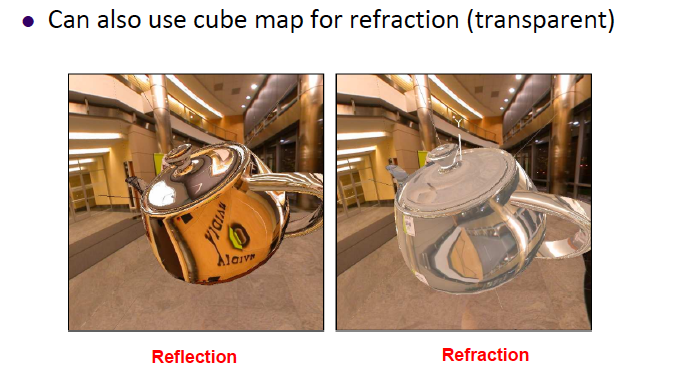 Can also use cube map for refraction (transparent)
Reflection
Refraction